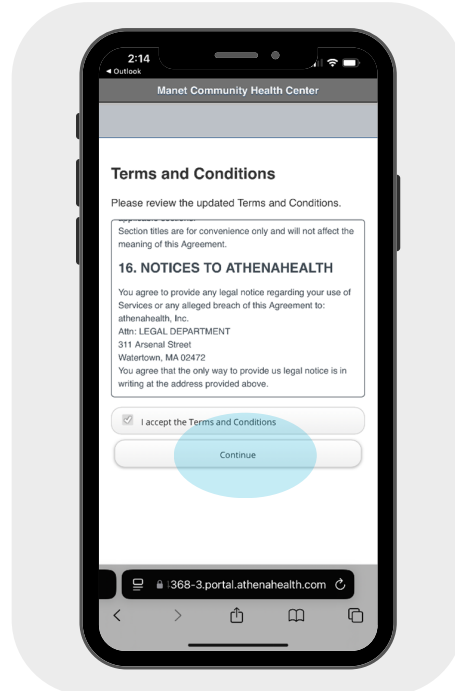 2:14
◄ Outlook
Manet Community Health Center
Terms and Conditions
Please review the updated Terms and Conditions.
applicable sections.
Section titles are for convenience only and will not affect the
meaning of this Agreement.
16. NOTICES TO ATHENAHEALTH
You agree to provide any legal notice regarding your use of
Services or any alleged breach of this Agreement to:
athenahealth, Inc.
Attn: LEGAL DEPARTMENT
311 Arsenal Street
Watertown, MA 02472
You agree that the only way to provide us legal notice is in
writing at the address provided above.
I accept the Terms and Conditions
Continue
368-3.portal.athenahealth.com